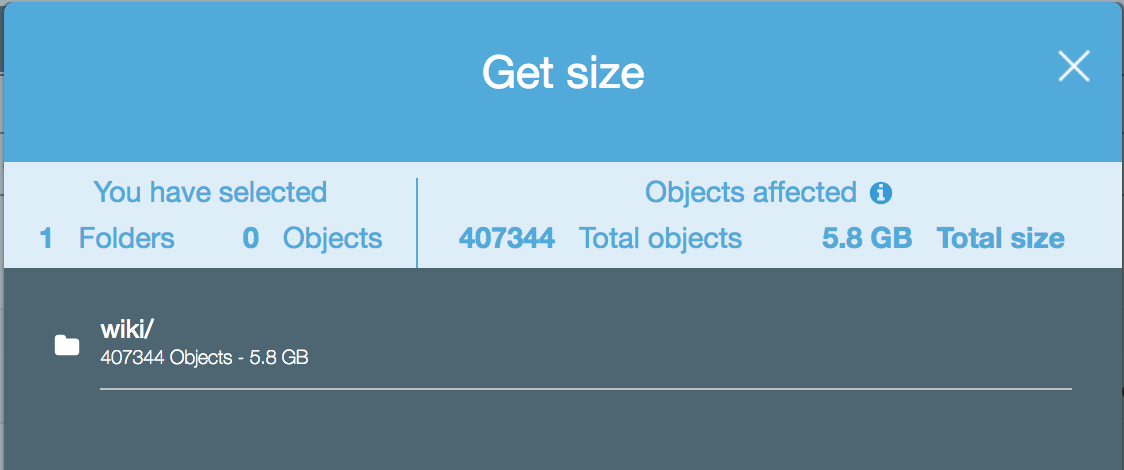 Get size
You have selected
1 Folders 0 Objects
Objects affected
407344 Total objects 5.8 GB Total size
wiki/
407344 Objects - 5.8 GB